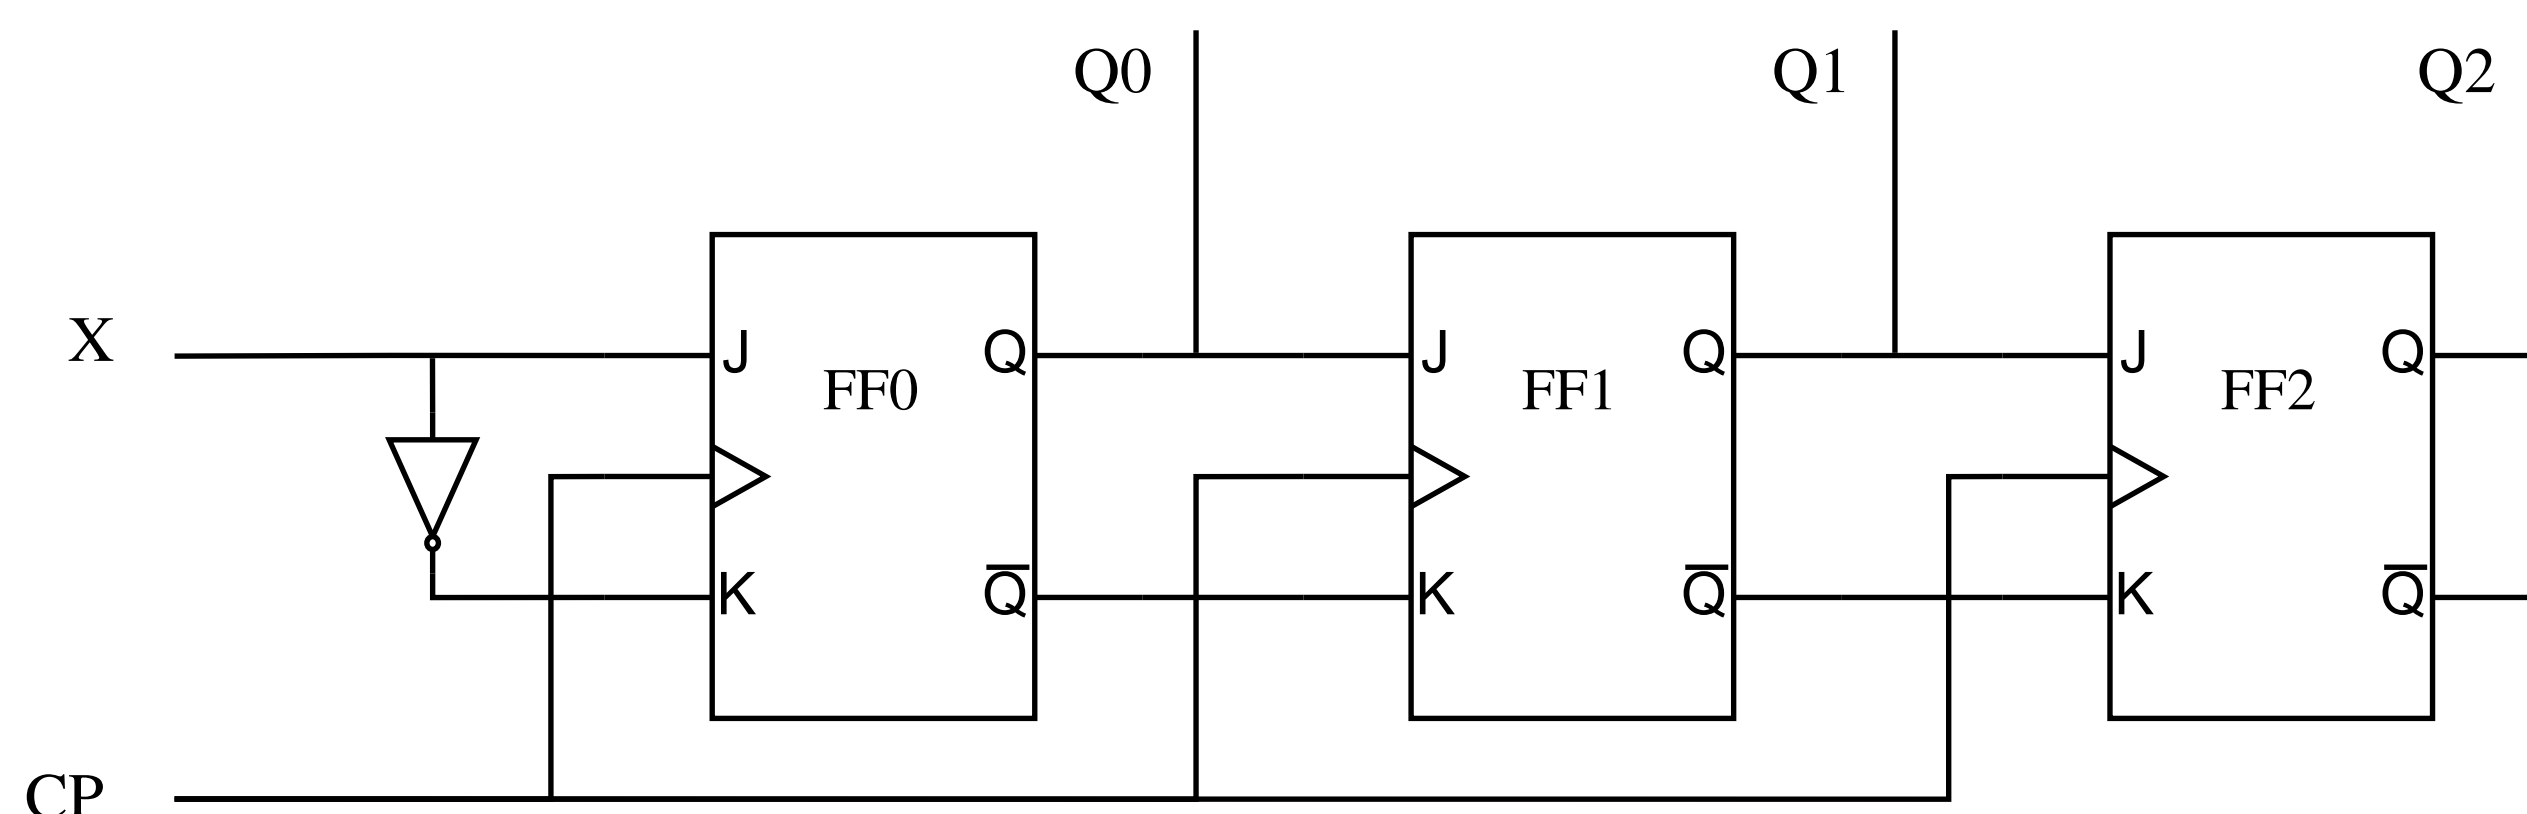 Q0 Q1 Q2
X J Q J Q J Q
FF0 FF1 FF2
K Q̅ K Q̅ K Q̅
CP